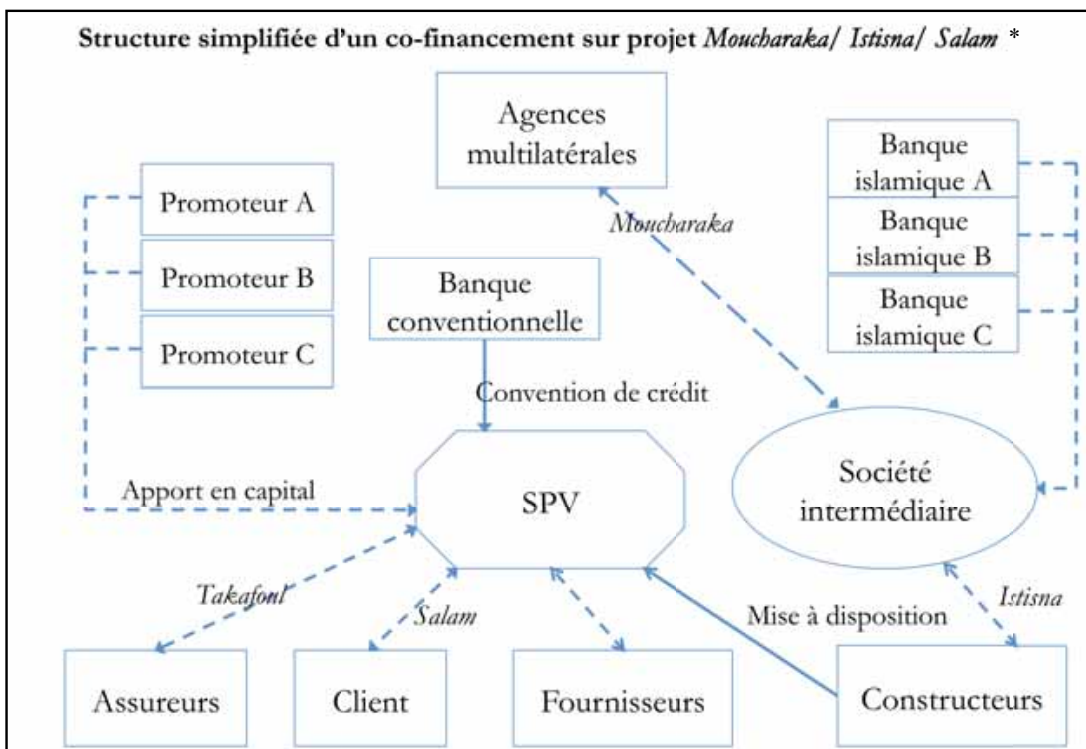 Structure simplifiée d'un co-financement sur projet Moucharaka/ Istisna/ Salam *
Agences
multilatérales
Promoteur A
Promoteur B
Promoteur C
Banque
islamique A
Banque
islamique B
Banque
islamique C
Moucharaka
Banque
conventionnelle
Convention de crédit
Apport en capital
SPV
Société
intermédiaire
Takafoul
Salam
Mise à disposition
Istisna
Assureurs
Client
Fournisseurs
Constructeurs